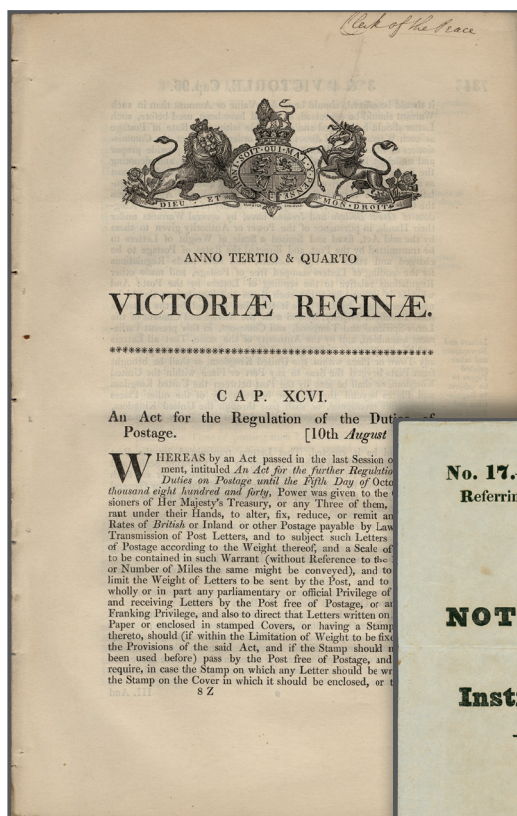 Clerk of the Peace
DIEU ET MON DROIT
ANNO TERTIO & QUARTO
VICTORIÆ REGINÆ.
CAP. XCVI.
An Act for the Regulation of the Duties of
Postage. [10th August
WHEREAS by an Act passed in the last Session o
ment, intituled An Act for the further Regulatio
Duties on Postage until the Fifth Day of Octo
thousand eight hundred and forty, Power was given to the
sioners of Her Majesty's Treasury, or any Three of them,
rant under their Hands, to alter, fix, reduce, or remit an
Rates of British or Inland or other Postage payable by Law
Transmission of Post Letters, and to subject such Letters
of Postage according to the Weight thereof, and a Scale of
to be contained in such Warrant (without Reference to the
or Number of Miles the same might be conveyed), and to
limit the Weight of Letters to be sent by the Post, and to
wholly or in part any parliamentary or official Privilege of
and receiving Letters by the Post free of Postage, or an
Franking Privilege, and also to direct that Letters written on
Paper or enclosed in stamped Covers, or having a Stamp
thereto, should (if within the Limitation of Weight to be fixe
the Provisions of the said Act, and if the Stamp should n
been used before) pass by the Post free of Postage, and
require, in case the Stamp on which any Letter should be wr
the Stamp on the Cover in which it should be enclosed, or t
8 Z
No. 17.
Referrin
NOT
Inst